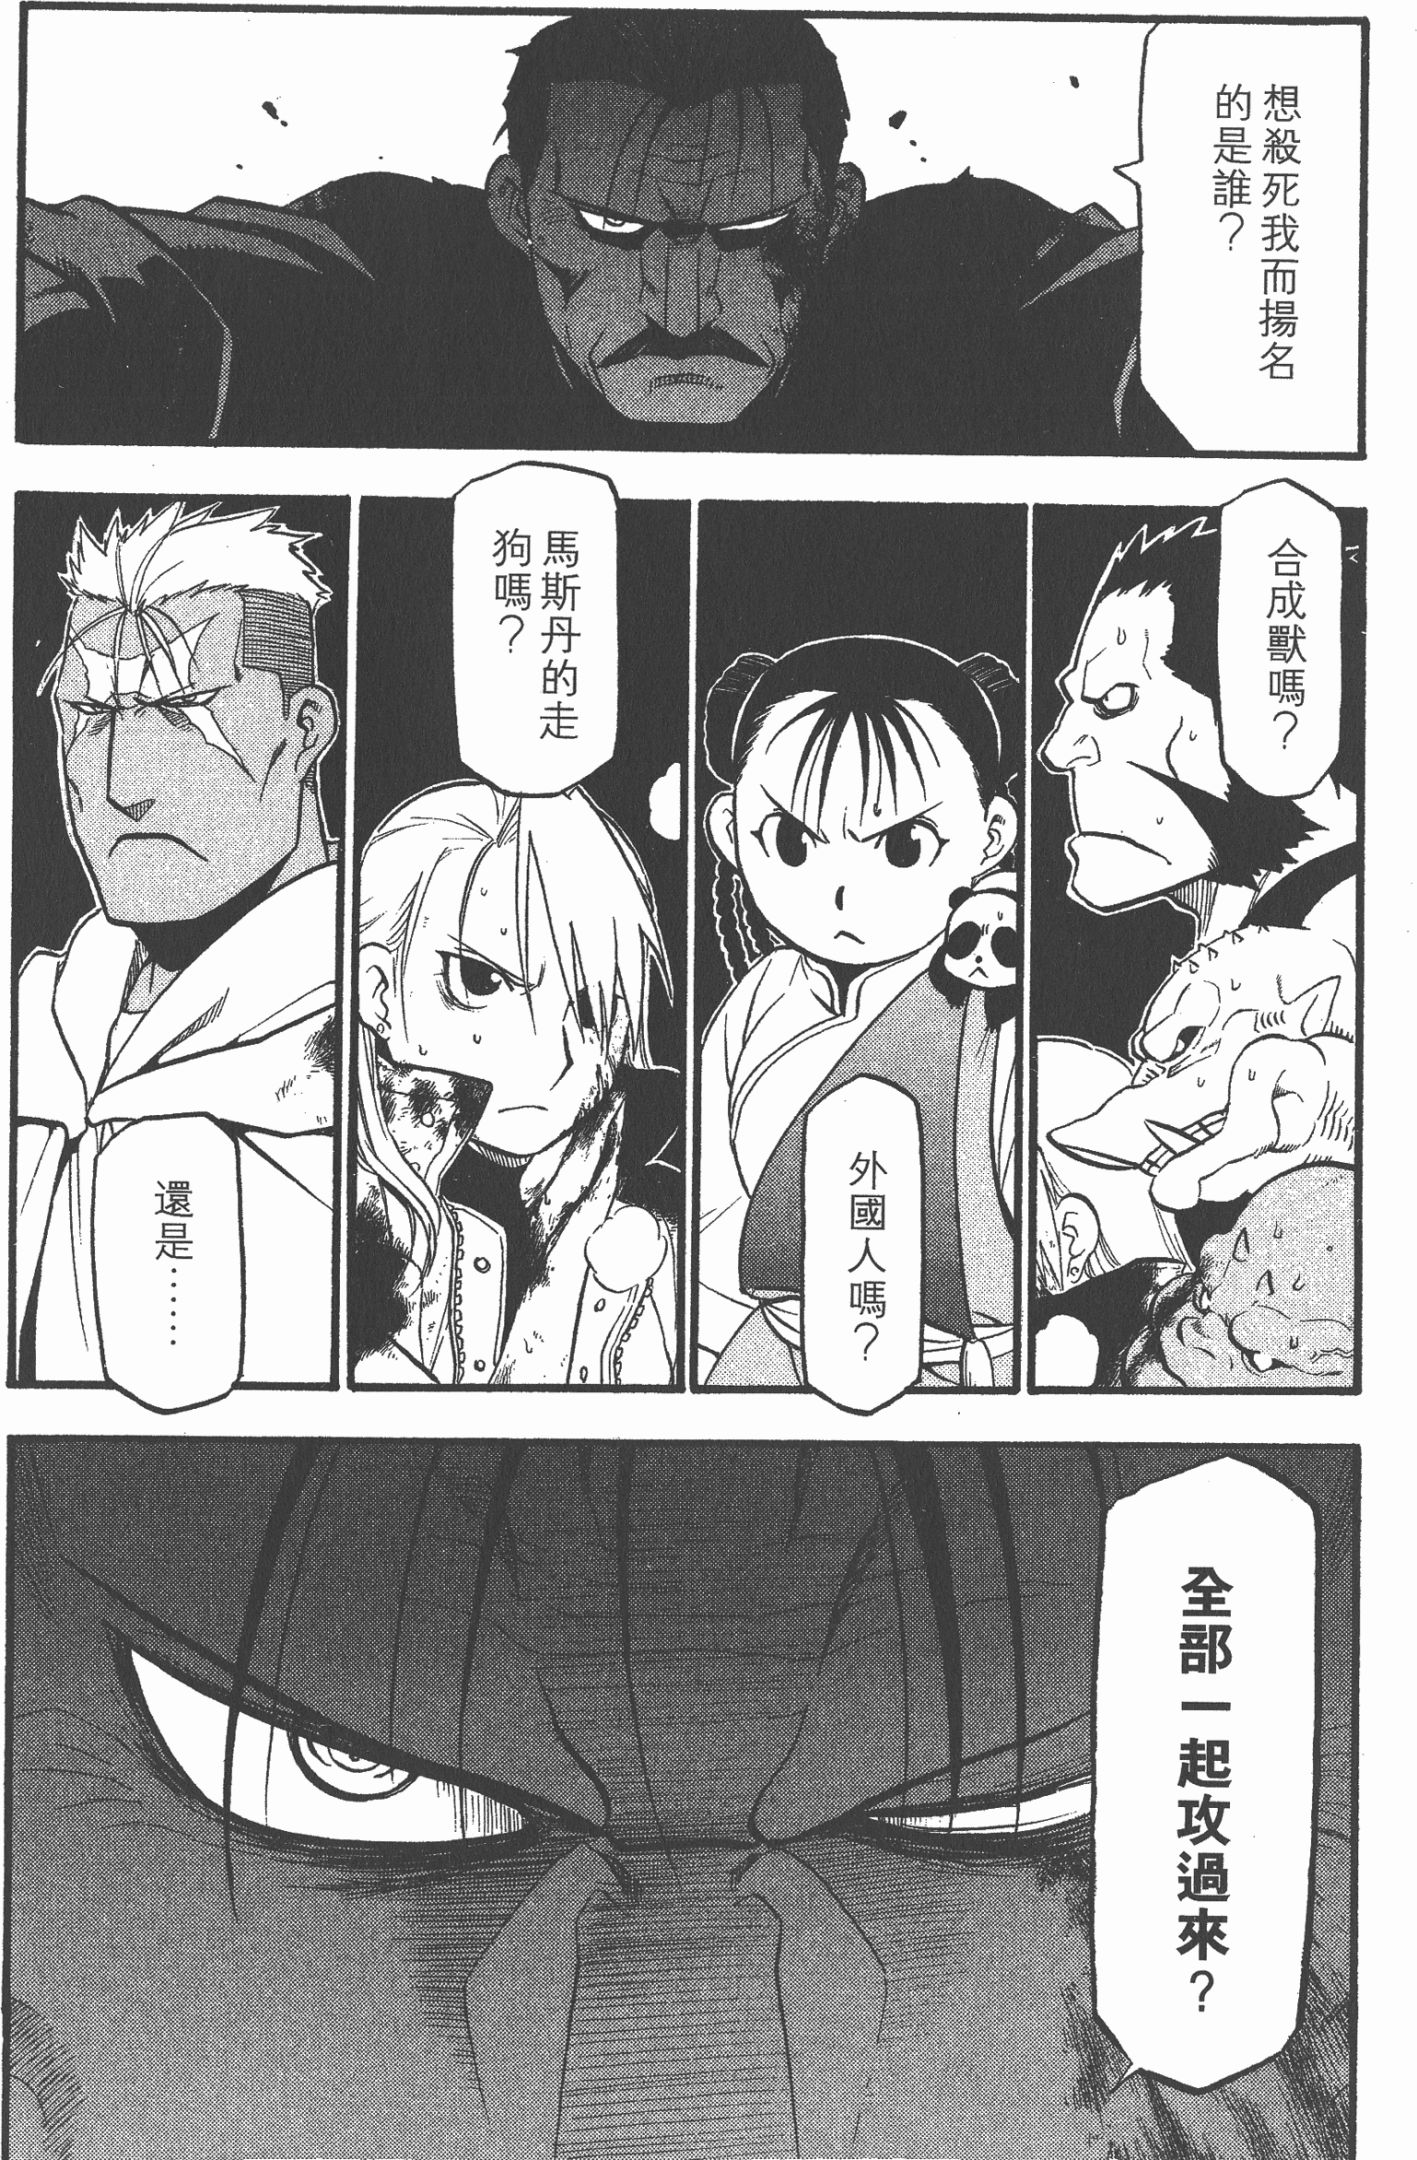 想殺死我而揚名
的是誰？
合成獸嗎？
外國人嗎？
馬斯丹的走
狗嗎？
還是……
全部一起攻過來？